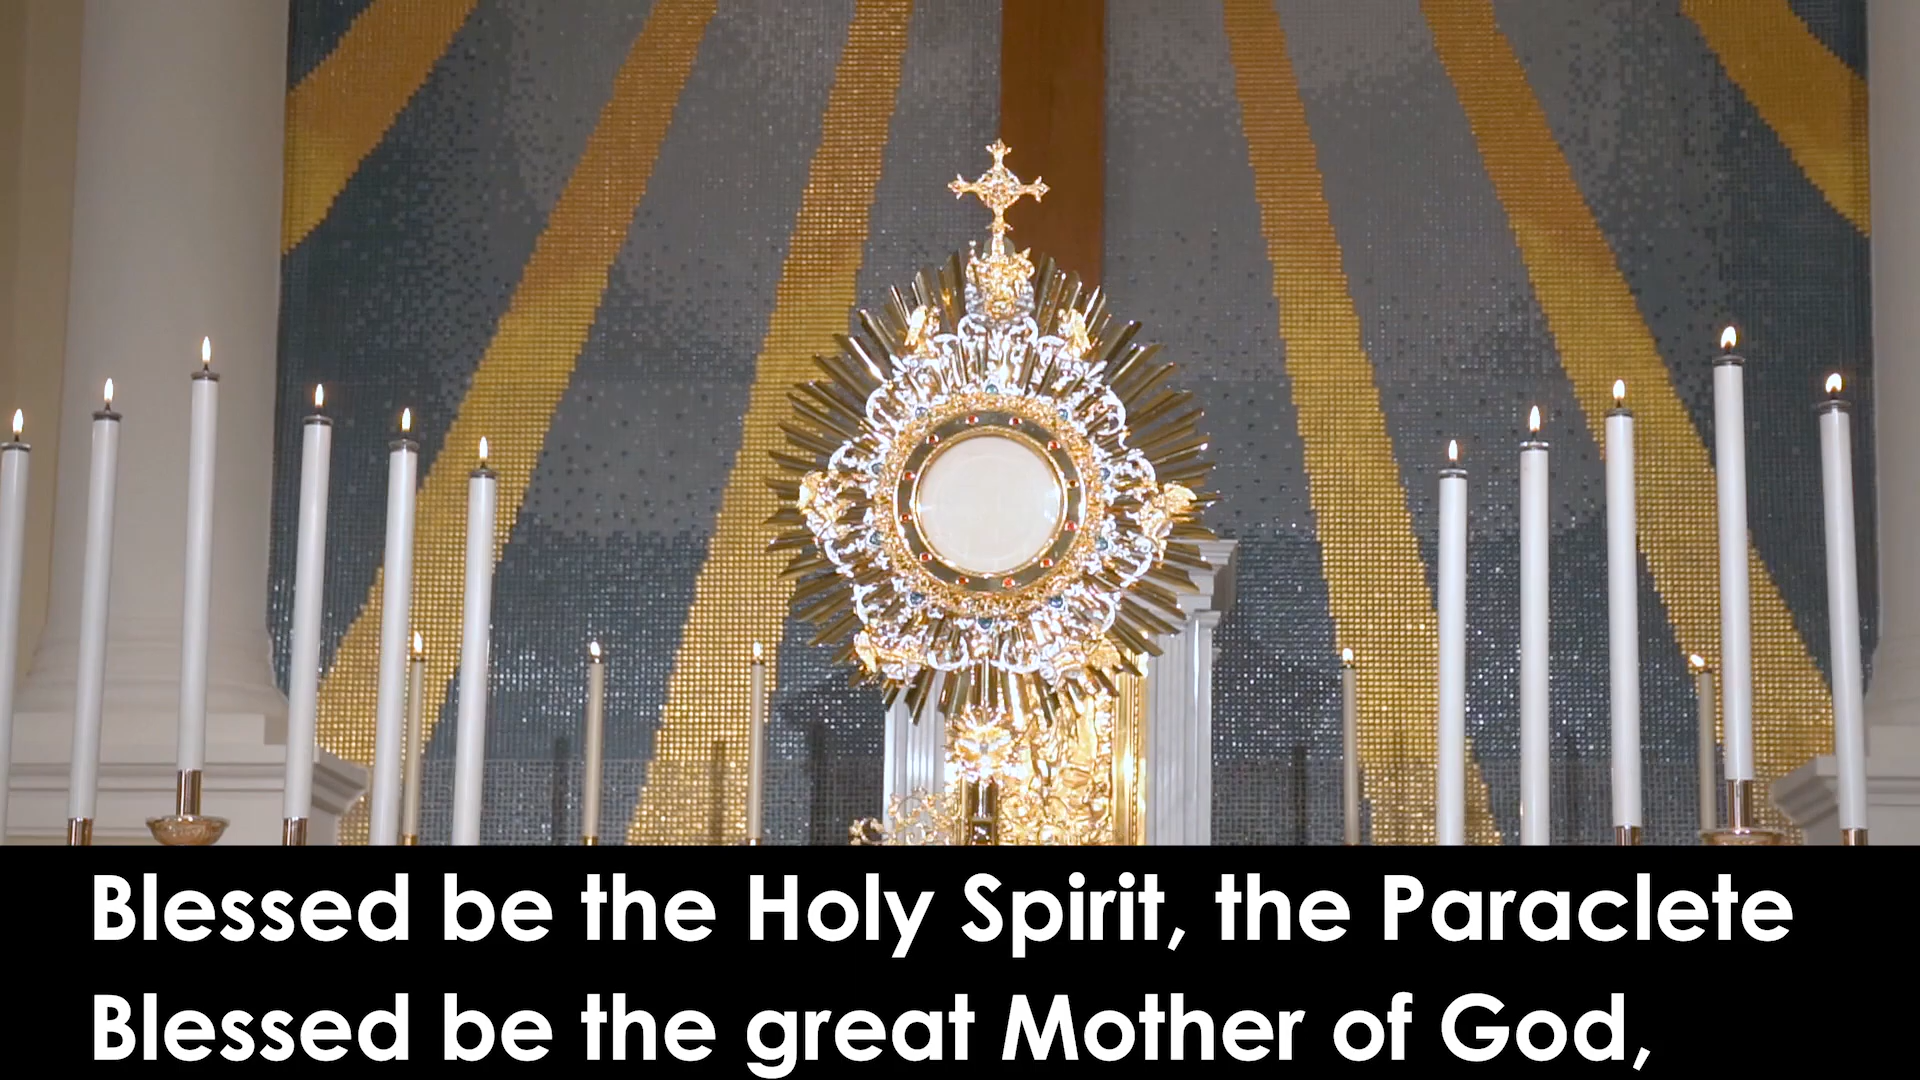 Blessed be the Holy Spirit, the Paraclete
Blessed be the great Mother of God,